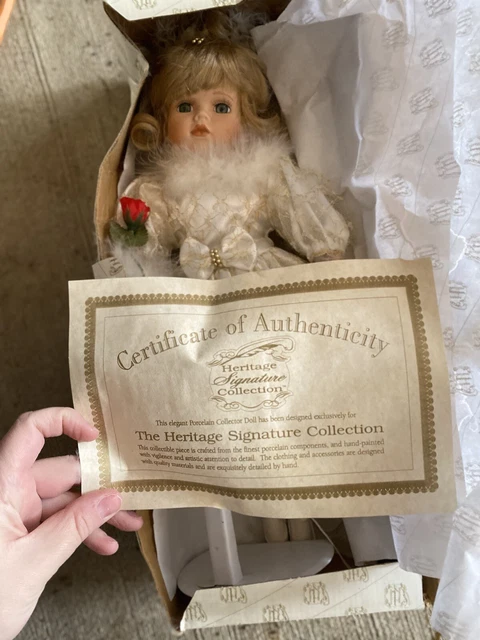 Certificate of Authenticity
Heritage
Signature
Collection™
This elegant Porcelain Collector Doll has been designed exclusively for
The Heritage Signature Collection
This collectible piece is crafted from the finest porcelain components, and hand-painted
with vigilence and artistic attention to detail. The clothing and accessories are designed
with quality materials and are exquisitely detailed by hand.